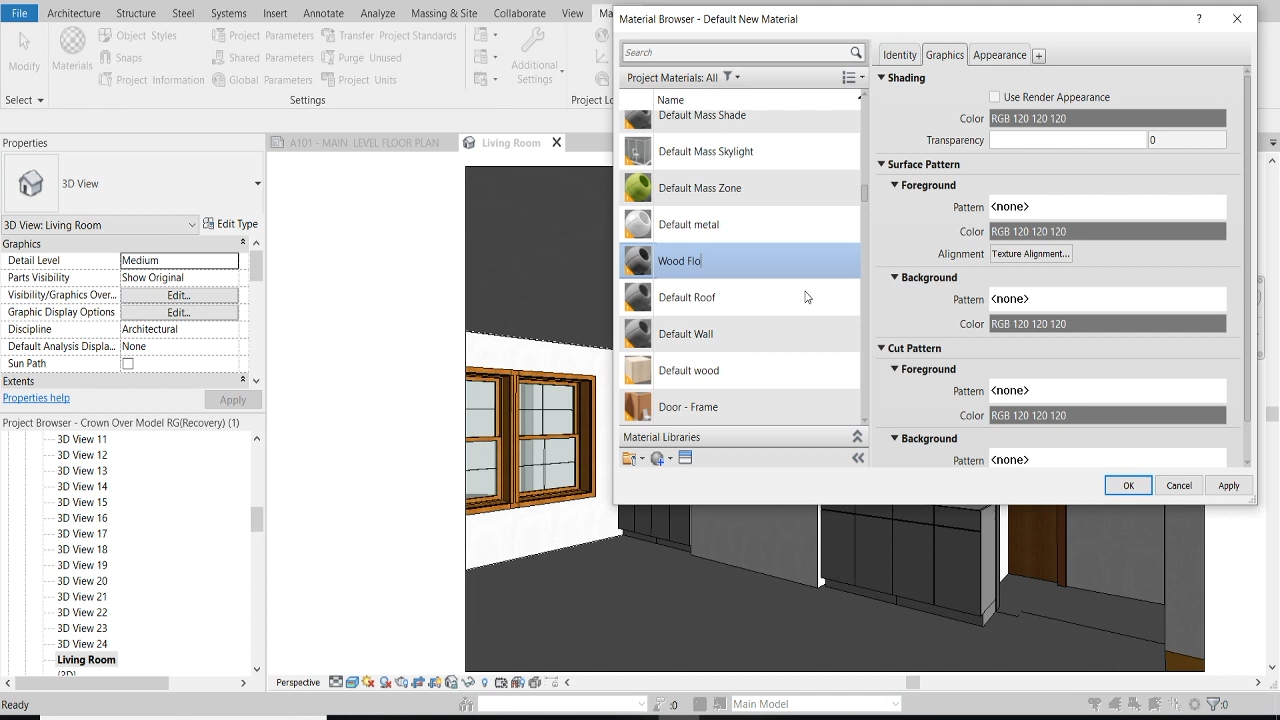 File Architecture Structure Steel Systems Insert Annotate Analyze Massing & Site Collaborate View Ma
Modify Materials Object Styles Project Parameters Transfer Project Standards Additional Settings
Snaps Shared Parameters Purge Unused
Project Information Global Parameters Project Units
Select Settings Project Lo
Properties A101 - MAIN LEVEL FLOOR PLAN Living Room
3D View
3D View: Living Room Edit Type
Graphics
Detail Level Medium
Parts Visibility Show Original
Visibility/Graphics Over... Edit...
Graphic Display Options Edit...
Discipline Architectural
Default Analysis Displa... None
Sun Path
Extents
Properties help Apply
Project Browser - Crown Over Model RG(Recovery) (1)
3D View 11
3D View 12
3D View 13
3D View 14
3D View 15
3D View 16
3D View 17
3D View 18
3D View 19
3D View 20
3D View 21
3D View 22
3D View 23
3D View 24
Living Room
Material Browser - Default New Material
Search
Project Materials: All
Name
Default Mass Shade
Default Mass Skylight
Default Mass Zone
Default metal
Wood Flo
Default Roof
Default Wall
Default wood
Door - Frame
Material Libraries
Identity Graphics Appearance
Shading
Use Render Appearance
Color RGB 120 120 120
Transparency 0
Surface Pattern
Foreground
Pattern <none>
Color RGB 120 120 120
Alignment Texture Alignment...
Background
Pattern <none>
Color RGB 120 120 120
Cut Pattern
Foreground
Pattern <none>
Color RGB 120 120 120
Background
Pattern <none>
OK Cancel Apply
Perspective
Ready :0 Main Model :0